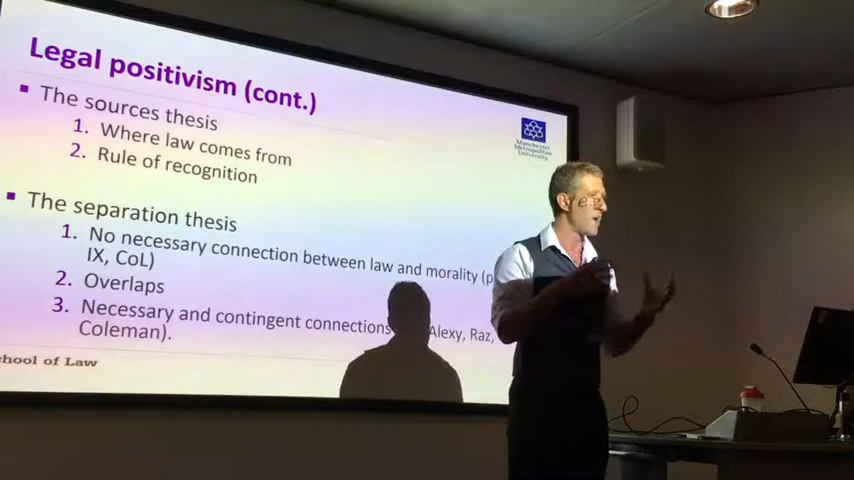 Legal positivism (cont.)
▪ The sources thesis
1. Where law comes from
2. Rule of recognition
Manchester
Metropolitan
University
▪ The separation thesis
1. No necessary connection between law and morality (p
IX, CoL)
2. Overlaps
3. Necessary and contingent connections Alexy, Raz,
Coleman).
chool of Law